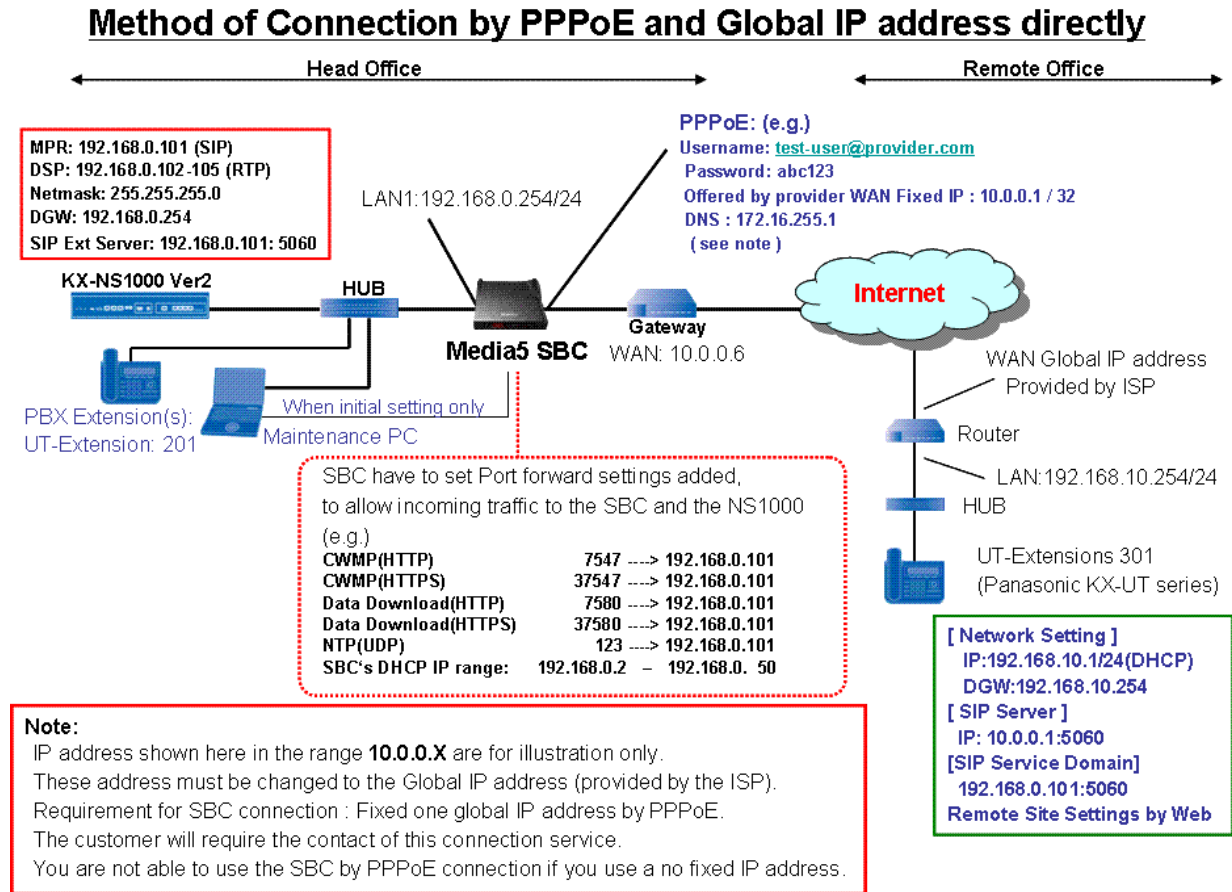 Method of Connection by PPPoE and Global IP address directly
Head Office
Remote Office
MPR: 192.168.0.101 (SIP)
DSP: 192.168.0.102-105 (RTP)
Netmask: 255.255.255.0
DGW: 192.168.0.254
SIP Ext Server: 192.168.0.101: 5060
LAN1:192.168.0.254/24
PPPoE: (e.g.)
Username: test-user@provider.com
Password: abc123
Offered by provider WAN Fixed IP : 10.0.0.1 / 32
DNS : 172.16.255.1
( see note )
KX-NS1000 Ver2
HUB
Media5 SBC
Gateway
WAN: 10.0.0.6
Internet
PBX Extension(s):
UT-Extension: 201
When initial setting only
Maintenance PC
WAN Global IP address
Provided by ISP
Router
LAN:192.168.10.254/24
HUB
UT-Extensions 301
(Panasonic KX-UT series)
SBC have to set Port forward settings added,
to allow incoming traffic to the SBC and the NS1000
(e.g.)
CWMP(HTTP) 7547 ----> 192.168.0.101
CWMP(HTTPS) 37547 ----> 192.168.0.101
Data Download(HTTP) 7580 ----> 192.168.0.101
Data Download(HTTPS) 37580 ----> 192.168.0.101
NTP(UDP) 123 ----> 192.168.0.101
SBC‘s DHCP IP range: 192.168.0.2 – 192.168.0. 50
[ Network Setting ]
IP:192.168.10.1/24(DHCP)
DGW:192.168.10.254
[ SIP Server ]
IP: 10.0.0.1:5060
[SIP Service Domain]
192.168.0.101:5060
Remote Site Settings by Web
Note:
IP address shown here in the range 10.0.0.X are for illustration only.
These address must be changed to the Global IP address (provided by the ISP).
Requirement for SBC connection : Fixed one global IP address by PPPoE.
The customer will require the contact of this connection service.
You are not able to use the SBC by PPPoE connection if you use a no fixed IP address.